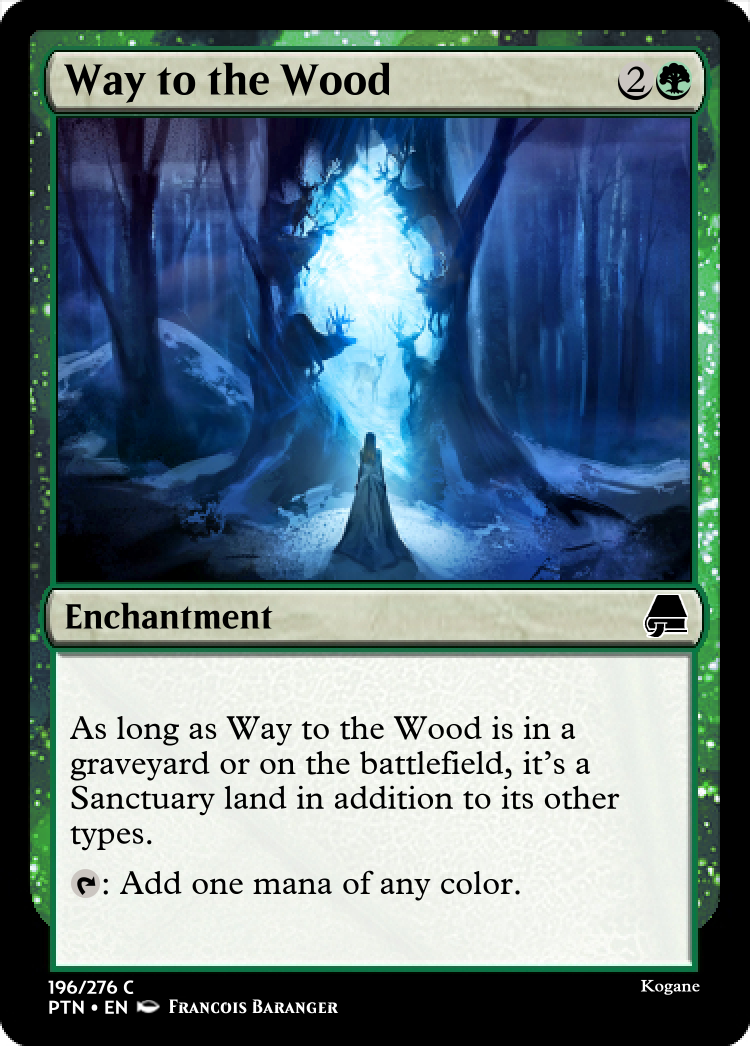 Way to the Wood 2
Enchantment
As long as Way to the Wood is in a
graveyard or on the battlefield, it's a
Sanctuary land in addition to its other
types.
: Add one mana of any color.
196/276 C
Kogane
PTN • EN Francois Baranger